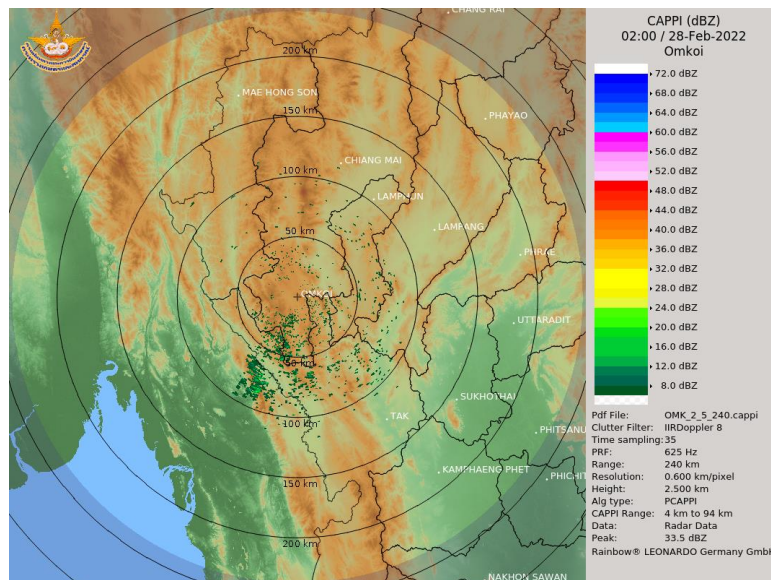 CHANG RAI
200 km
MAE HONG SON
150 km
PHAYAO
CHIANG MAI
100 km
LAMPHUN
LAMPANG
50 km
PHRAE
OMKOI
UTTARADIT
50 km
SUKHOTHAI
TAK
100 km
PHITSANU
KAMPHAENG PHET
PHICHIT
150 km
200 km
NAKHON SAWAN
CAPPI (dBZ)
02:00 / 28-Feb-2022
Omkoi
72.0 dBZ
68.0 dBZ
64.0 dBZ
60.0 dBZ
56.0 dBZ
52.0 dBZ
48.0 dBZ
44.0 dBZ
40.0 dBZ
36.0 dBZ
32.0 dBZ
28.0 dBZ
24.0 dBZ
20.0 dBZ
16.0 dBZ
12.0 dBZ
8.0 dBZ
Pdf File: OMK_2_5_240.cappi
Clutter Filter: IIRDoppler 8
Time sampling:35
PRF: 625 Hz
Range: 240 km
Resolution: 0.600 km/pixel
Height: 2.500 km
Alg type: PCAPPI
CAPPI Range: 4 km to 94 km
Data: Radar Data
Peak: 33.5 dBZ
Rainbow® LEONARDO Germany GmbH